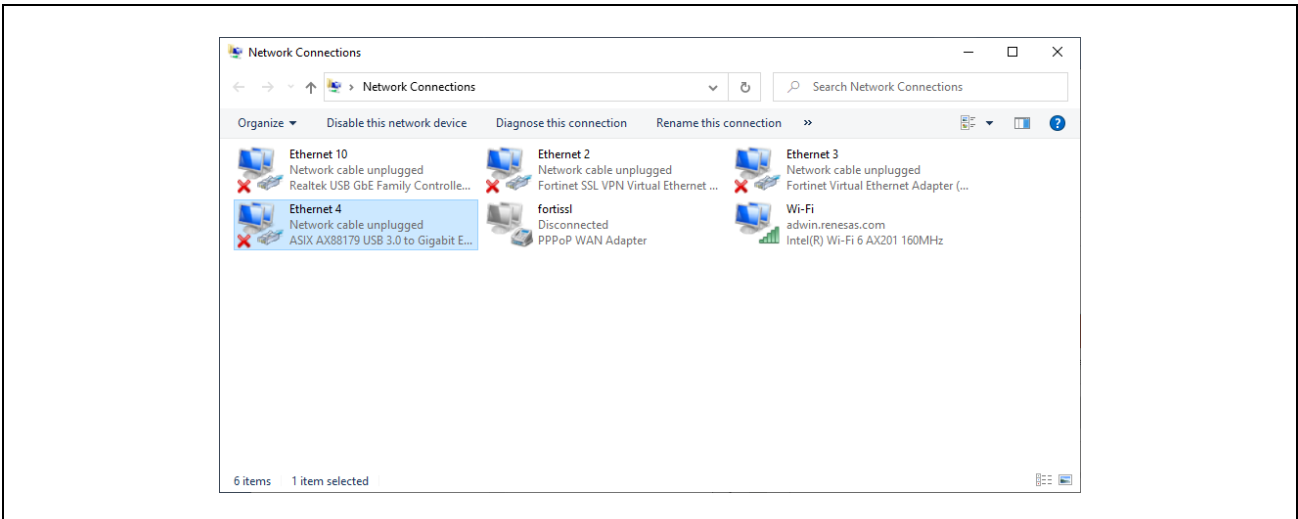 Network Connections
Network Connections
Search Network Connections
Organize Disable this network device Diagnose this connection Rename this connection »
Ethernet 10
Network cable unplugged
Realtek USB GbE Family Controlle...
Ethernet 2
Network cable unplugged
Fortinet SSL VPN Virtual Ethernet ...
Ethernet 3
Network cable unplugged
Fortinet Virtual Ethernet Adapter (...
Ethernet 4
Network cable unplugged
ASIX AX88179 USB 3.0 to Gigabit E...
fortissl
Disconnected
PPPoP WAN Adapter
Wi-Fi
adwin.renesas.com
Intel(R) Wi-Fi 6 AX201 160MHz
6 items 1 item selected